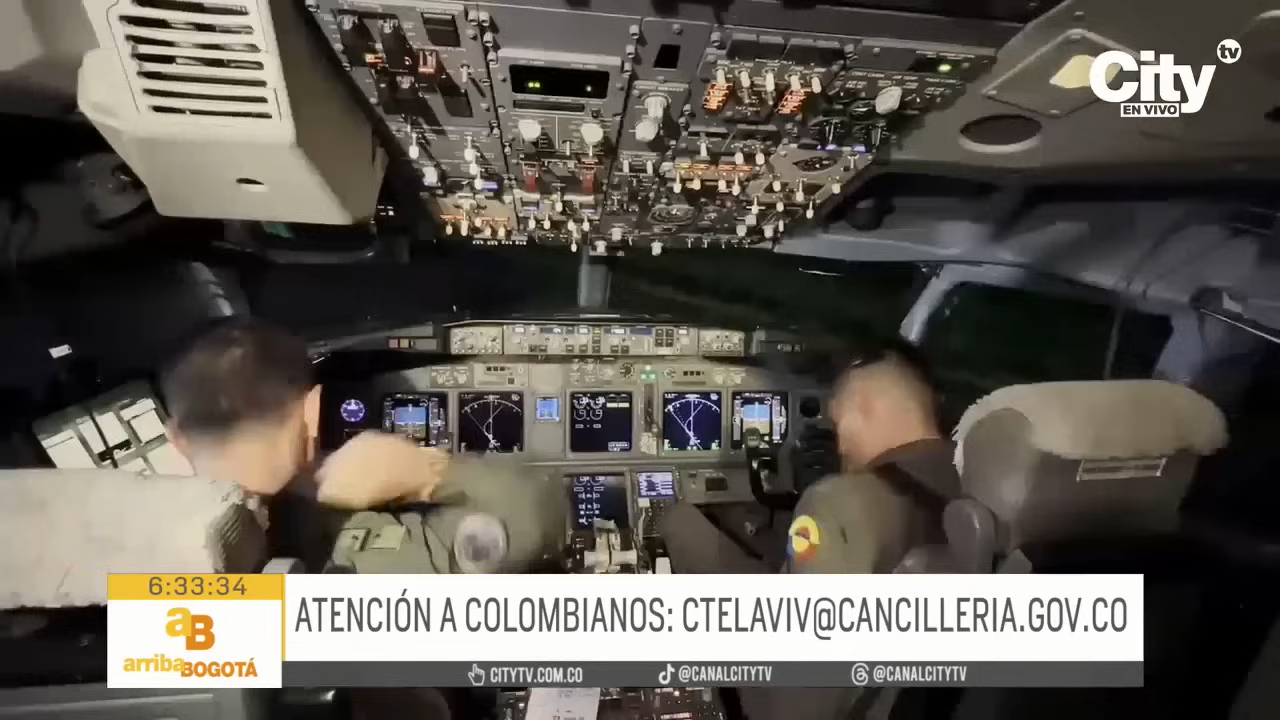 City tv
EN VIVO
6:33:34
aB
arriba BOGOTÁ
ATENCIÓN A COLOMBIANOS: CTELAVIV@CANCILLERIA.GOV.CO
CITYTV.COM.CO
@CANALCITYTV
@CANALCITYTV